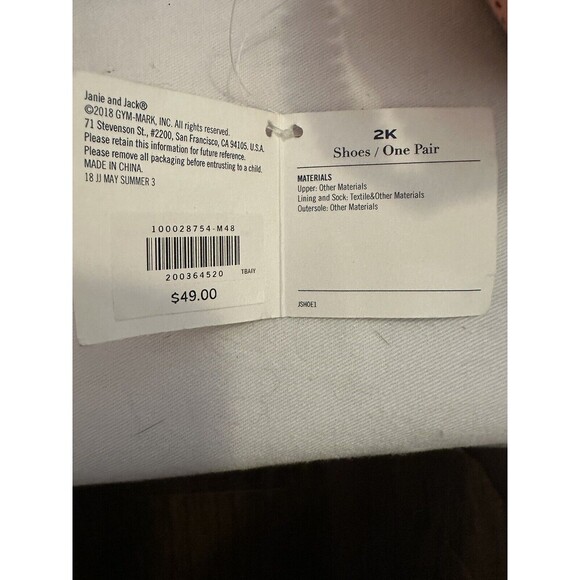 Janie and Jack®
©2018 GYM-MARK, INC. All rights reserved.
71 Stevenson St., #2200, San Francisco, CA 94105. U.S.A.
Please retain this information for future reference.
Please remove all packaging before entrusting to a child.
MADE IN CHINA.
18 JJ MAY SUMMER 3
100028754-M48
200364520
$49.00
2K
Shoes / One Pair
MATERIALS
Upper: Other Materials
Lining and Sock: Textile&Other Materials
Outersole: Other Materials
JSHOE1